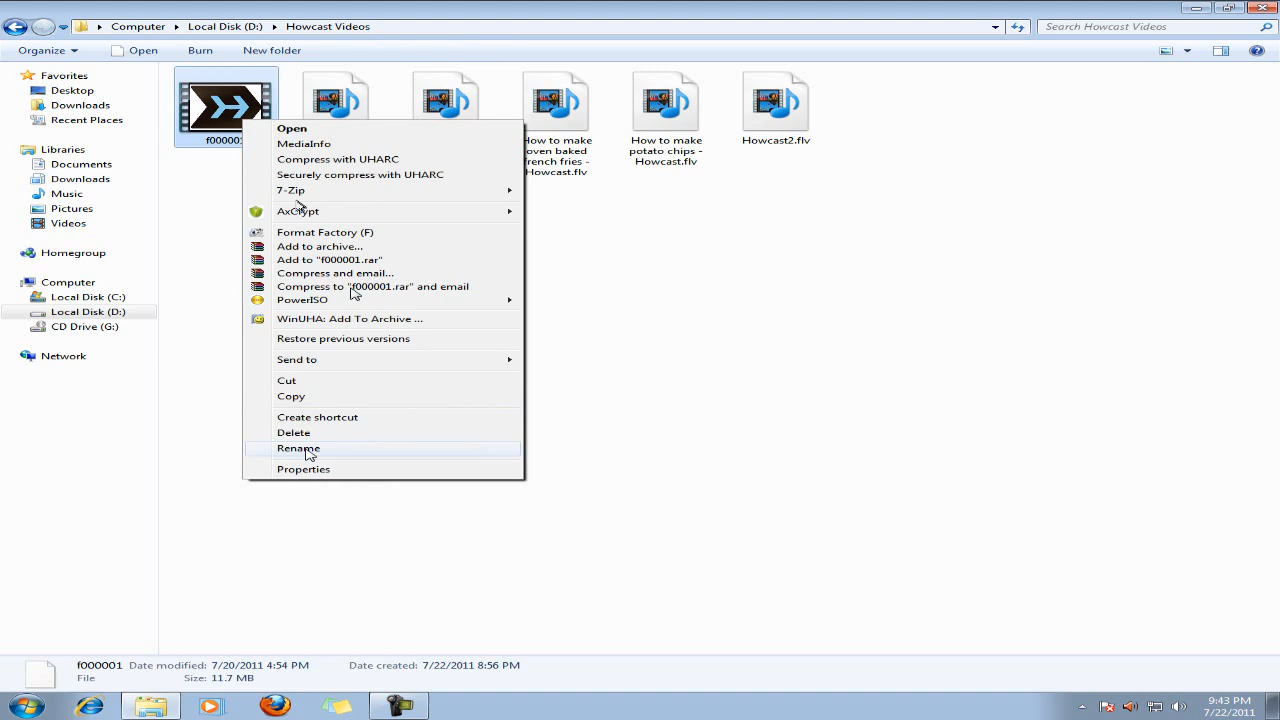 Computer
Local Disk (D:)
Howcast Videos
Search Howcast Videos
Organize
Open
Burn
New folder
Favorites
Desktop
Downloads
Recent Places
Libraries
Documents
Downloads
Music
Pictures
Videos
Homegroup
Computer
Local Disk (C:)
Local Disk (D:)
CD Drive (G:)
Network
f000001
How to make
oven baked
french fries -
Howcast.flv
How to make
potato chips -
Howcast.flv
Howcast2.flv
Open
MediaInfo
Compress with UHARC
Securely compress with UHARC
7-Zip
AxCrypt
Format Factory (F)
Add to archive...
Add to "f000001.rar"
Compress and email...
Compress to "f000001.rar" and email
PowerISO
WinUHA: Add To Archive ...
Restore previous versions
Send to
Cut
Copy
Create shortcut
Delete
Rename
Properties
f000001 Date modified: 7/20/2011 4:54 PM Date created: 7/22/2011 8:56 PM
File Size: 11.7 MB
9:43 PM
7/22/2011